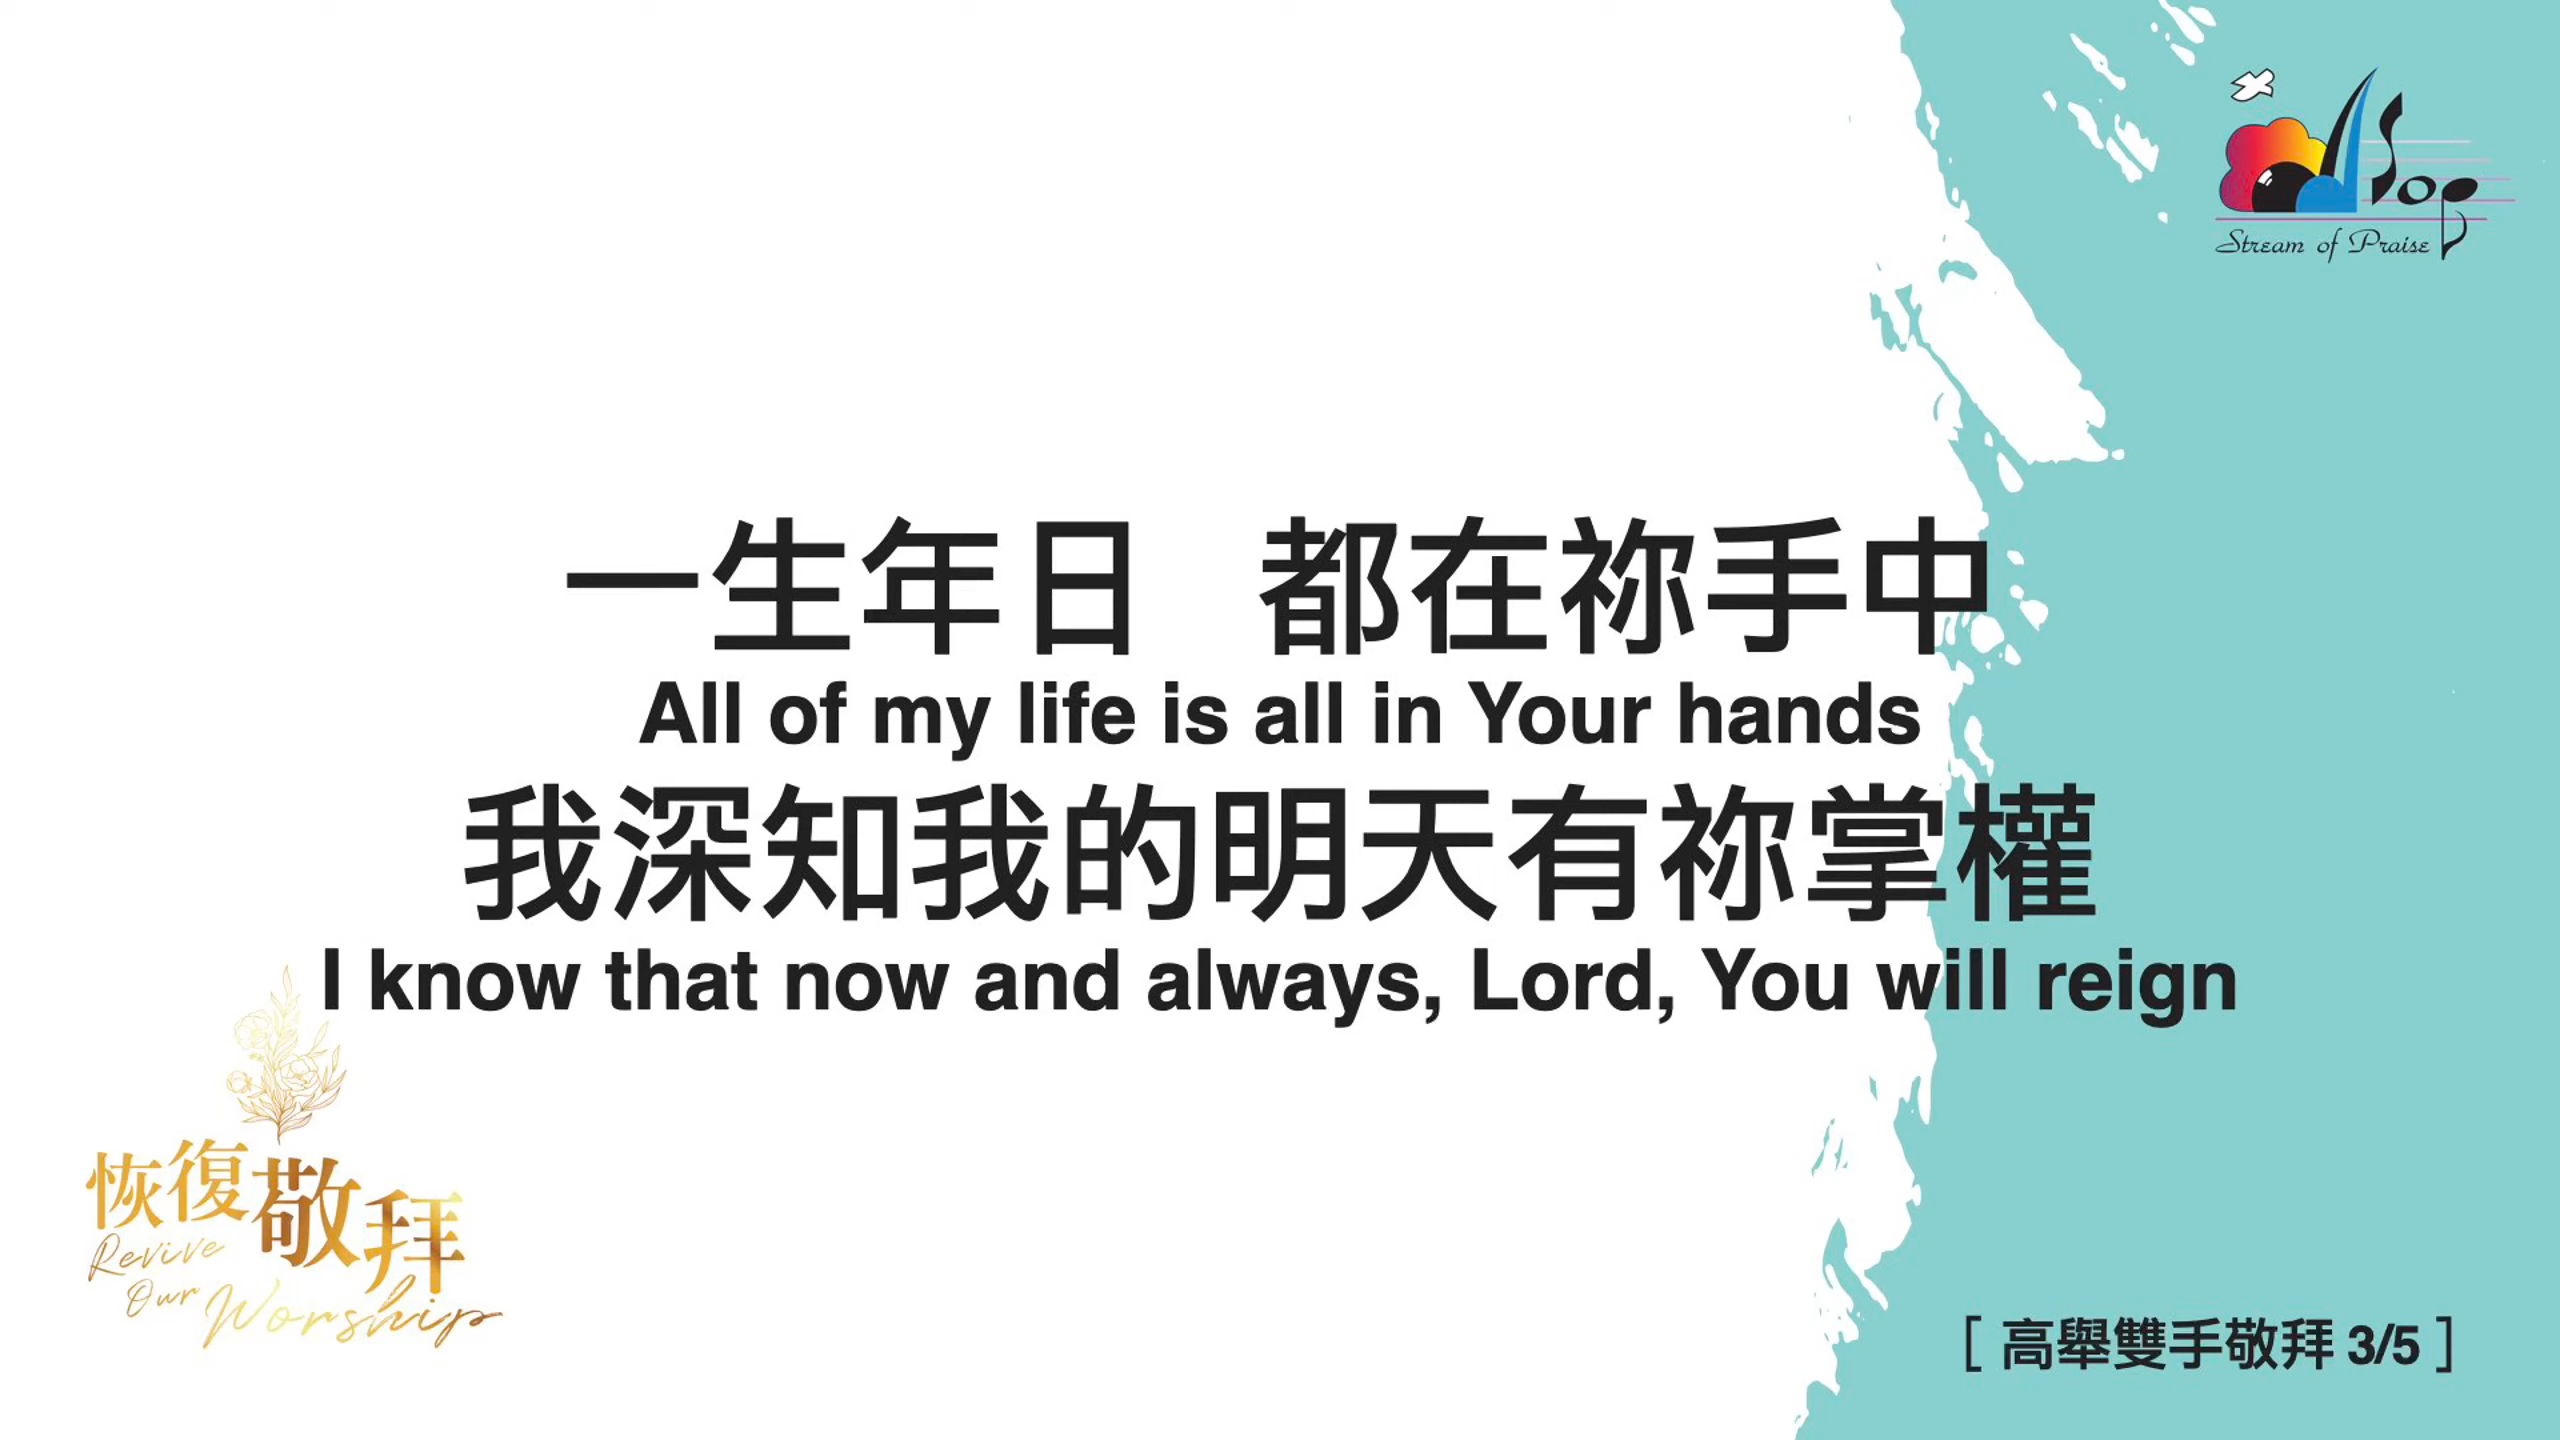 SOP
Stream of Praise
一生年日 都在祢手中
All of my life is all in Your hands
我深知我的明天有祢掌權
I know that now and always, Lord, You will reign
恢復敬拜
Revive
Our Worship
[ 高舉雙手敬拜 3/5 ]